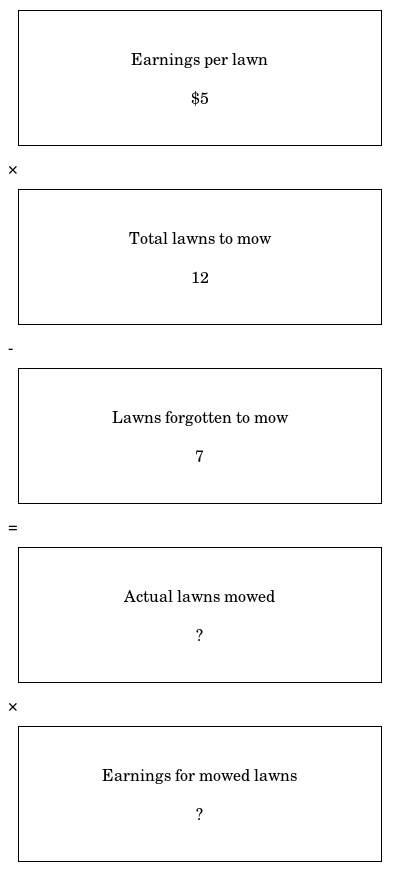 Earnings per lawn
$5
×
Total lawns to mow
12
-
Lawns forgotten to mow
7
=
Actual lawns mowed
?
×
Earnings for mowed lawns
?